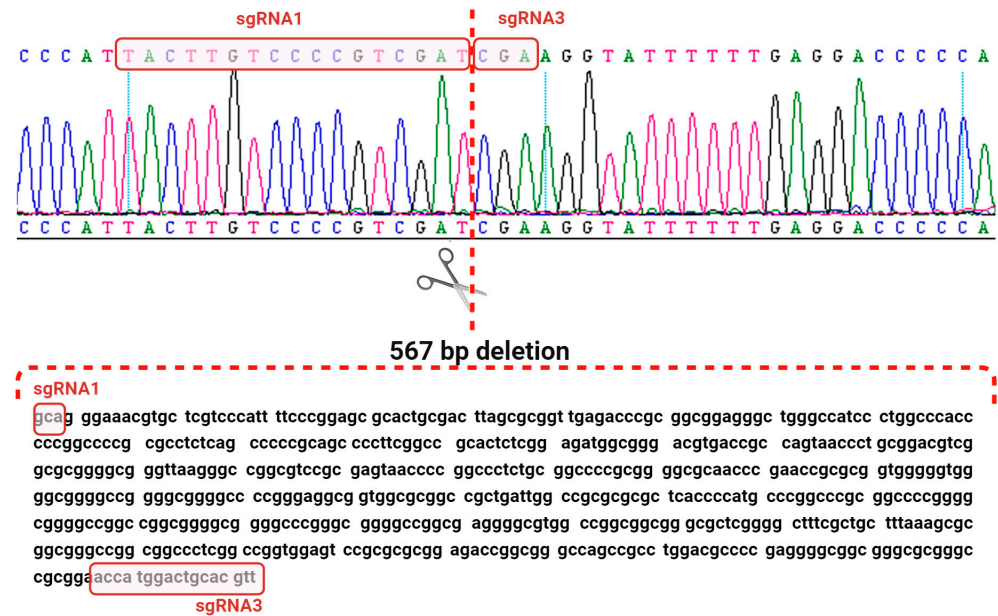 sgRNA1 sgRNA3
C C C A T T A C T T G T C C C C G T C G A T C G A A G G T A T T T T T T G A G G A C C C C C A
C C C A T T A C T T G T C C C C G T C G A T C G A A G G T A T T T T T T G A G G A C C C C C A
567 bp deletion
sgRNA1
gcag ggaaacgtgc tcgtcccatt tttcccggagc gcactgcgac ttagcgcggt tgagacccgc ggcggagggc tgggccatcc ctggcccacc
cccggccccg cgcctctcag cccccgcagc cccttcggcc gcactctcgg agatggcggg acgtgaccgc cagtaaccct gcggacgtcg
gcgcggggcg gggttaagggc cggcgtccgc gagtaacccc ggccctctgc ggccccgcgg ggcgcaaccc gaaccgcgcg gtgggggtgg
ggcggggccg gggcggggcc ccgggaggcg gtggcgcggc cgctgattgg ccgcgcgcgc tcaccccatg cccggcccgc ggccccgggg
cggggccggc cggcggggcg gggcccgggc ggggccggcg aggggcgtgg ccggcggcgg gcgctcgggg ctttcgctgc tttaaagcgc
ggcgggccgg cggccctcgg ccggtggagt ccgcgcgcgg agaccggcgg gccagccgcc tggacgcccc gaggggcggc gggcgcgggc
cgcggaacca tggactgcac gtt
sgRNA3